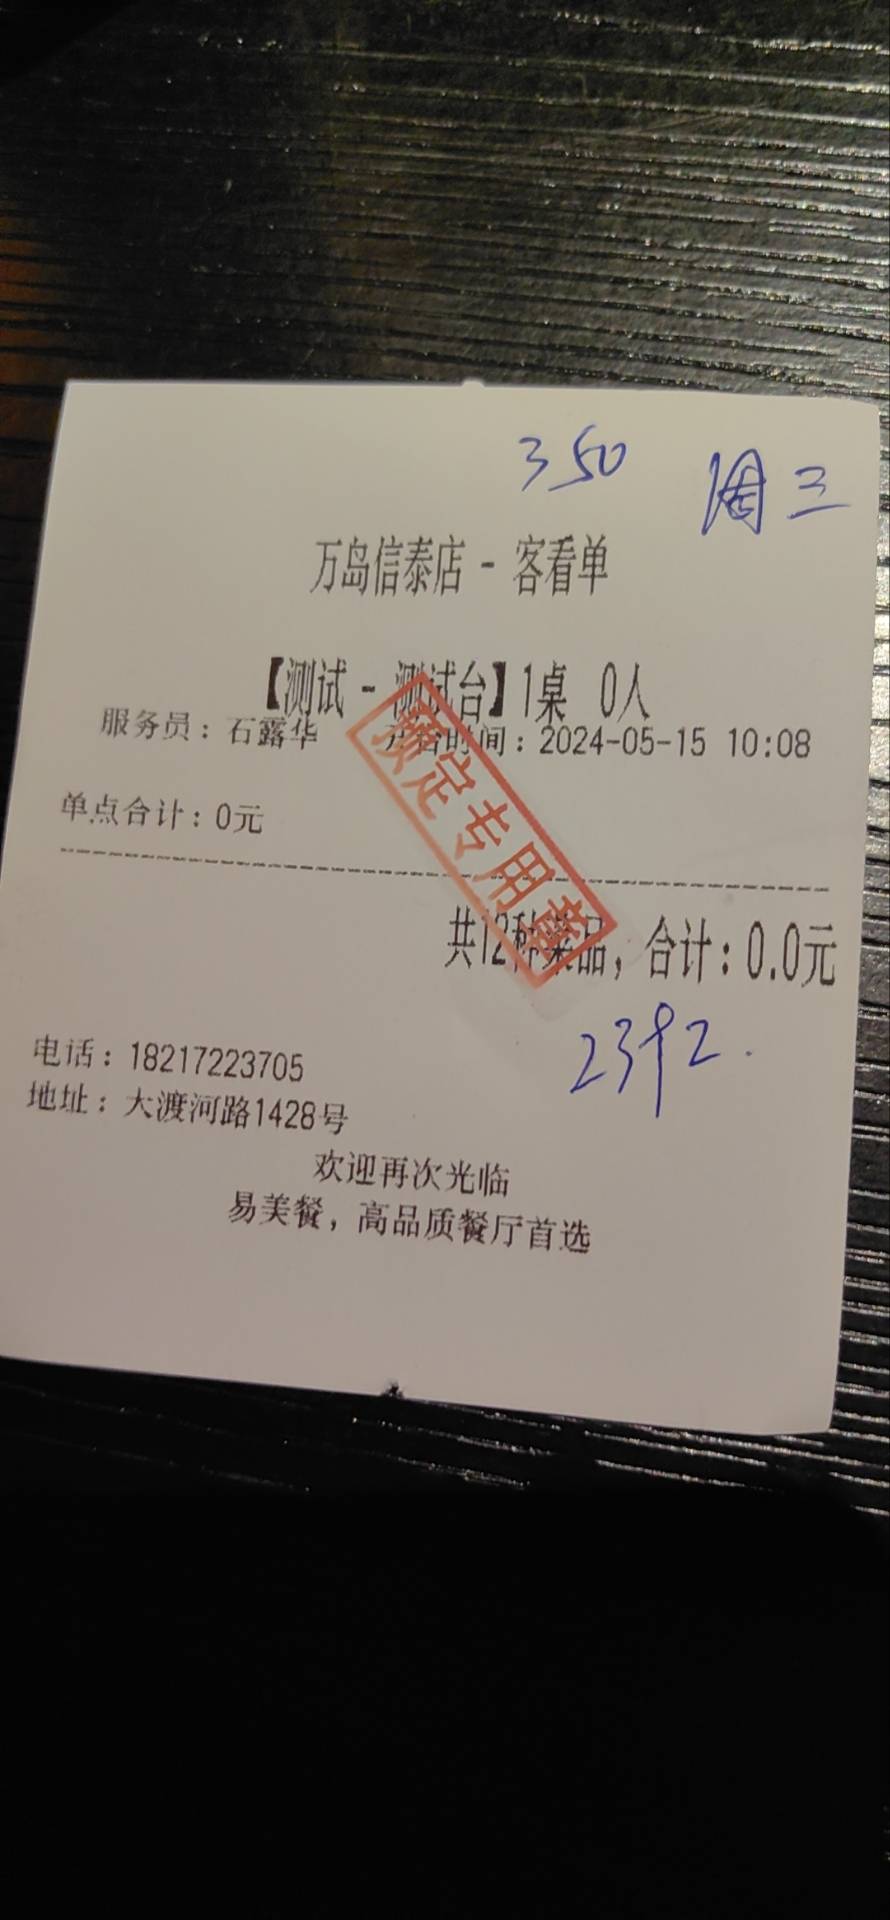 350 周三
万岛信泰店 - 客看单
【测试 - 测试台】1桌 0人
服务员：石露华 开台时间：2024-05-15 10:08
预定专用章
单点合计：0元
共12种菜品，合计：0.0元
电话：18217223705
地址：大渡河路1428号
欢迎再次光临
易美餐，高品质餐厅首选